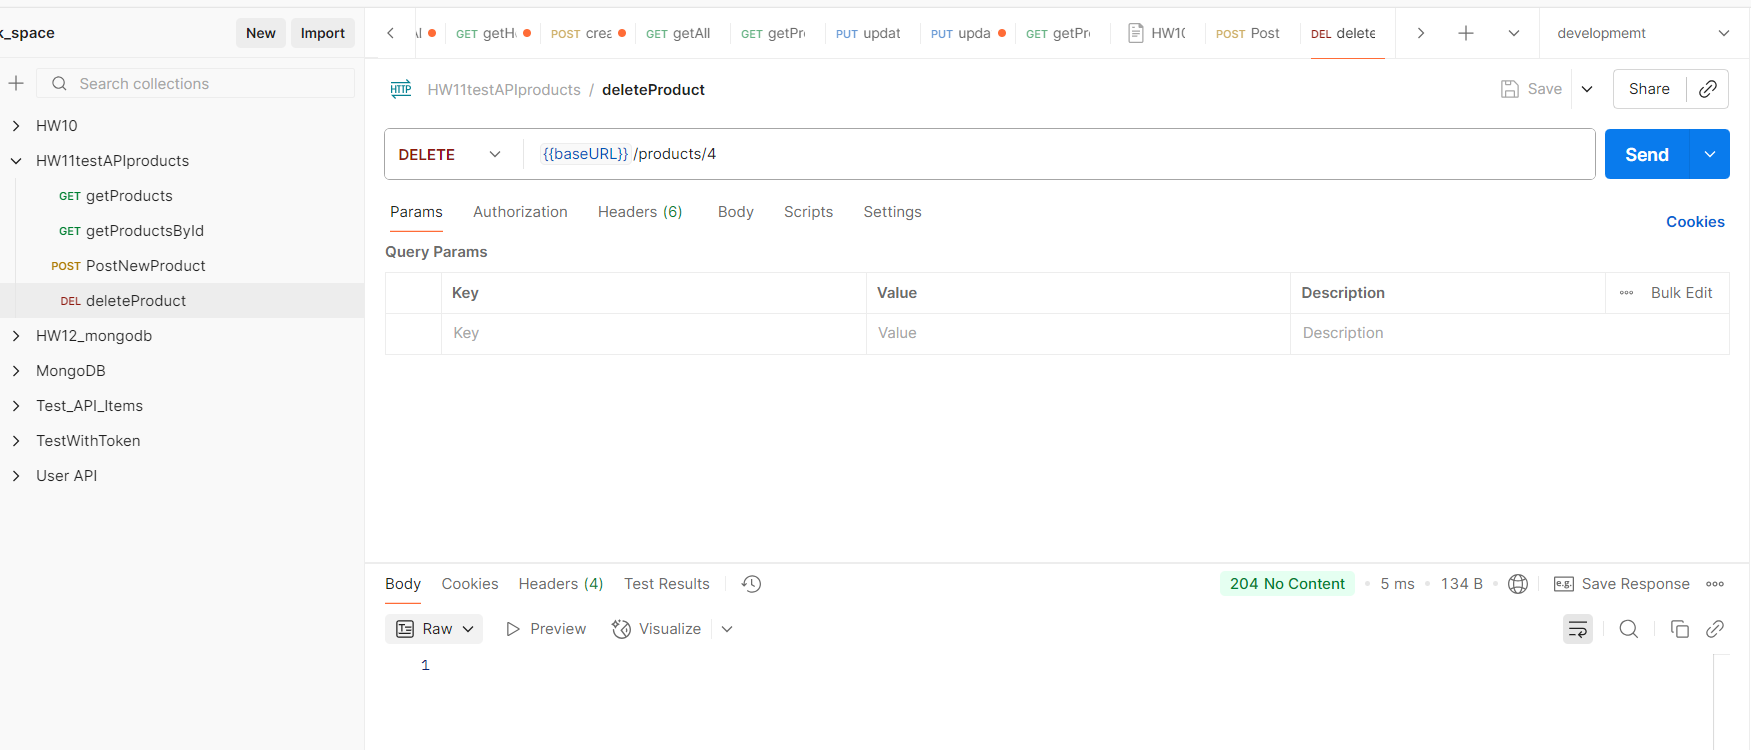 k_space
New
Import
GET getH
POST crea
GET getAll
GET getPr
PUT updat
PUT upda
GET getPr
HW10
POST Post
DEL delete
developmemt
Search collections
HW10
HW11testAPIproducts
GET getProducts
GET getProductsById
POST PostNewProduct
DEL deleteProduct
HW12_mongodb
MongoDB
Test_API_Items
TestWithToken
User API
HTTP HW11testAPIproducts / deleteProduct
Save
Share
DELETE
{{baseURL}} /products/4
Send
Params Authorization Headers (6) Body Scripts Settings
Cookies
Query Params
Key Value Description Bulk Edit
Key Value Description
Body Cookies Headers (4) Test Results
204 No Content • 5 ms • 134 B •
e.g. Save Response
Raw Preview Visualize
1